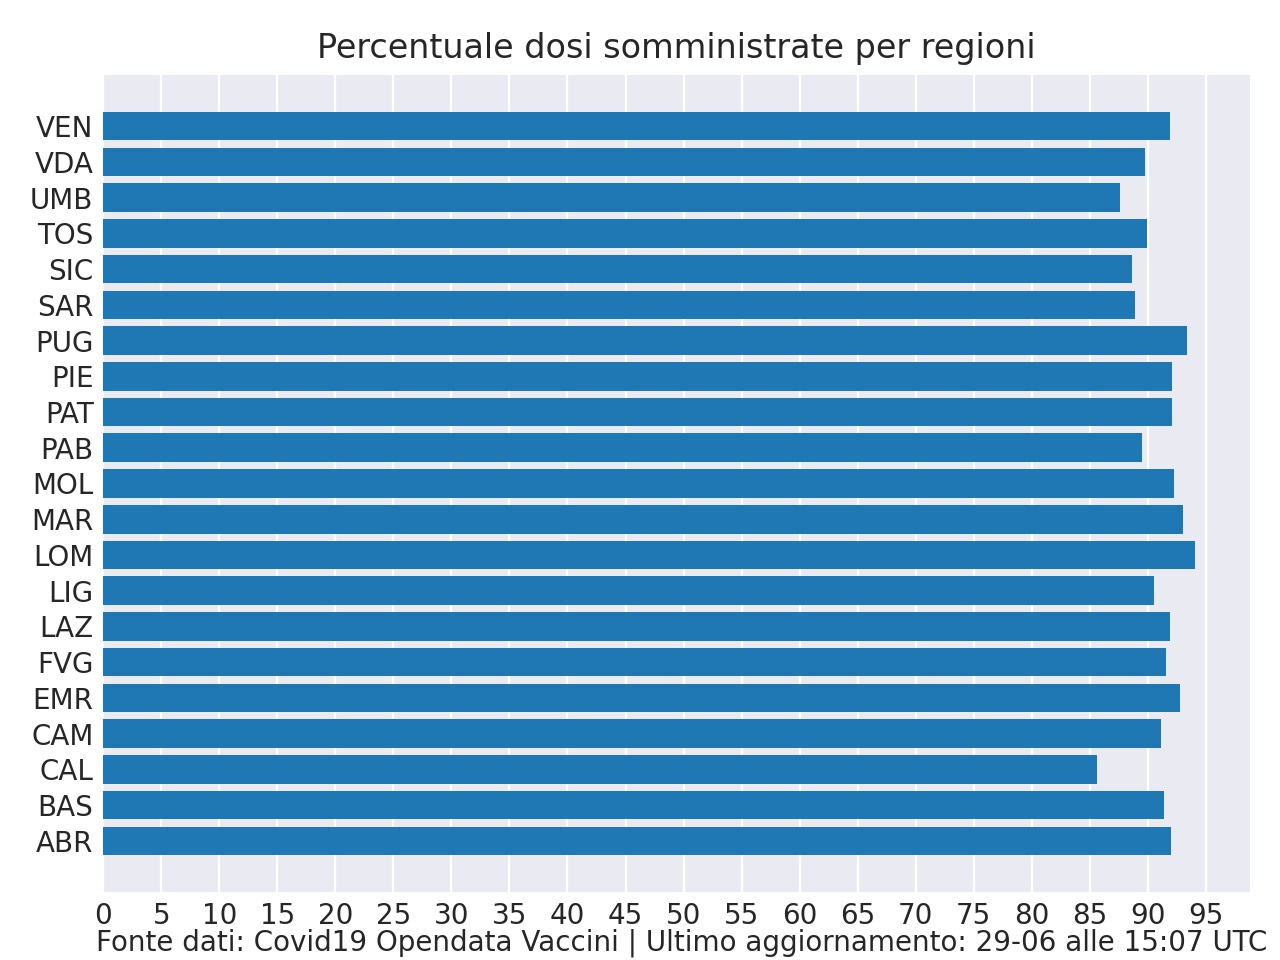 Percentuale dosi somministrate per regioni
VEN
VDA
UMB
TOS
SIC
SAR
PUG
PIE
PAT
PAB
MOL
MAR
LOM
LIG
LAZ
FVG
EMR
CAM
CAL
BAS
ABR
0 5 10 15 20 25 30 35 40 45 50 55 60 65 70 75 80 85 90 95
Fonte dati: Covid19 Opendata Vaccini | Ultimo aggiornamento: 29-06 alle 15:07 UTC